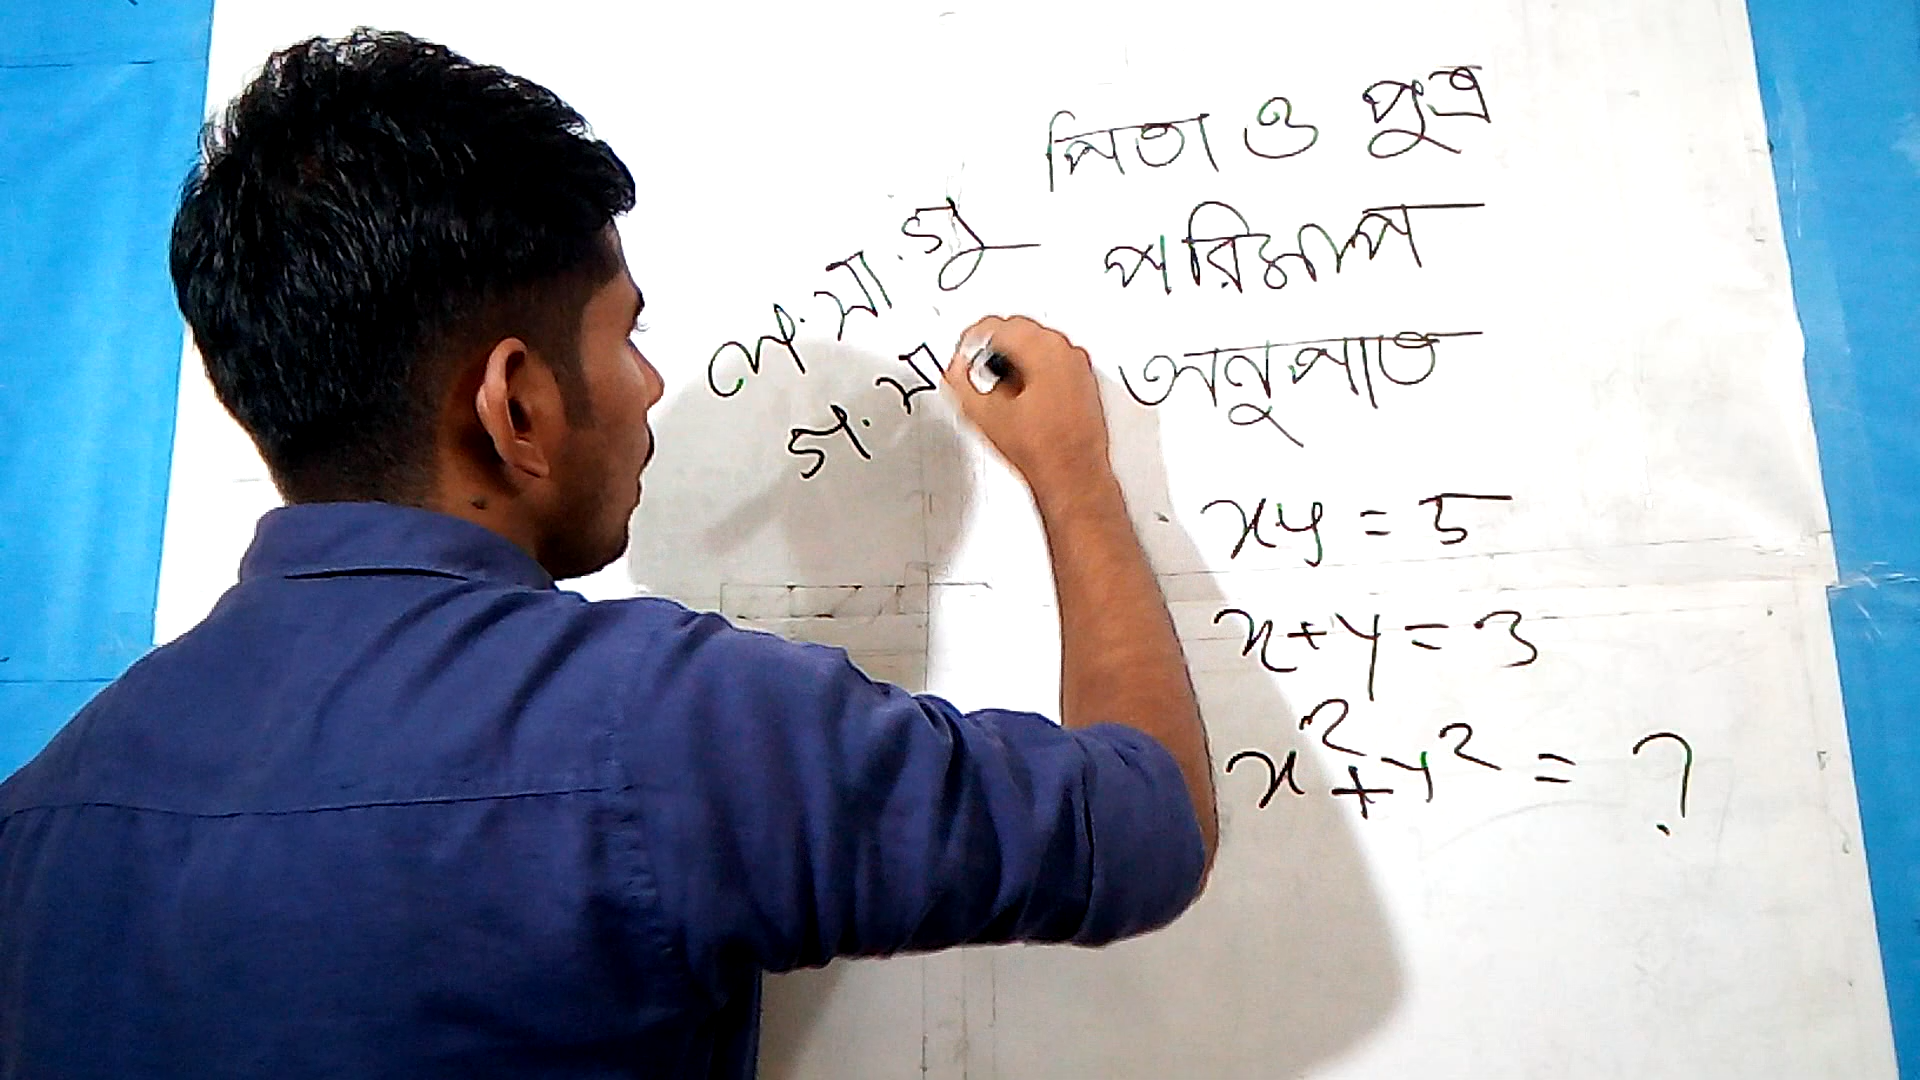 পিতা ও পুত্র
পরিমাপ
অনুপাত
ল.সা.গু
গ.সা.
xy = 5
x+y = 3
x²+y² = ?